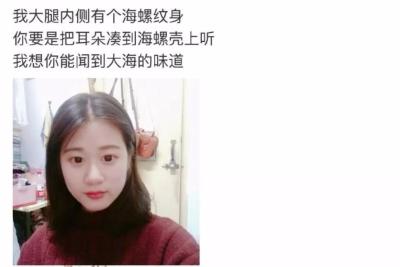 我大腿内侧有个海螺纹身
你要是把耳朵凑到海螺壳上听
我想你能闻到大海的味道